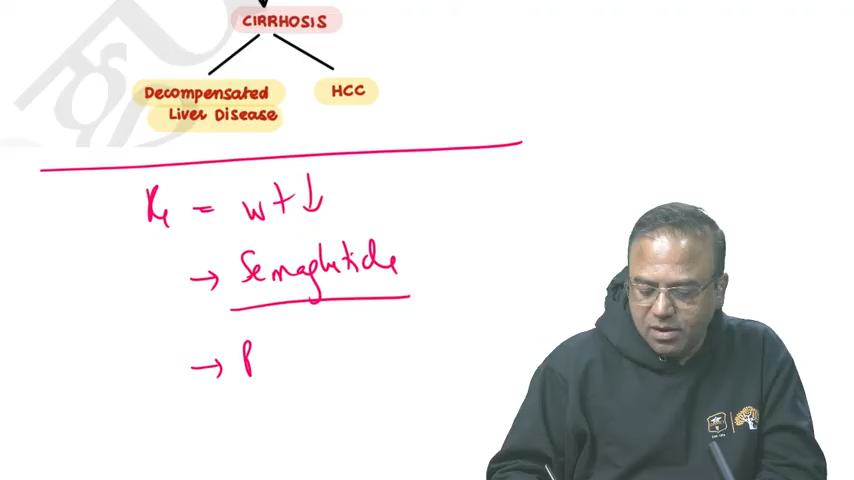 CIRRHOSIS
Decompensated
Liver Disease
HCC
Rx = wt ↓
→ Semaglutide
→ P